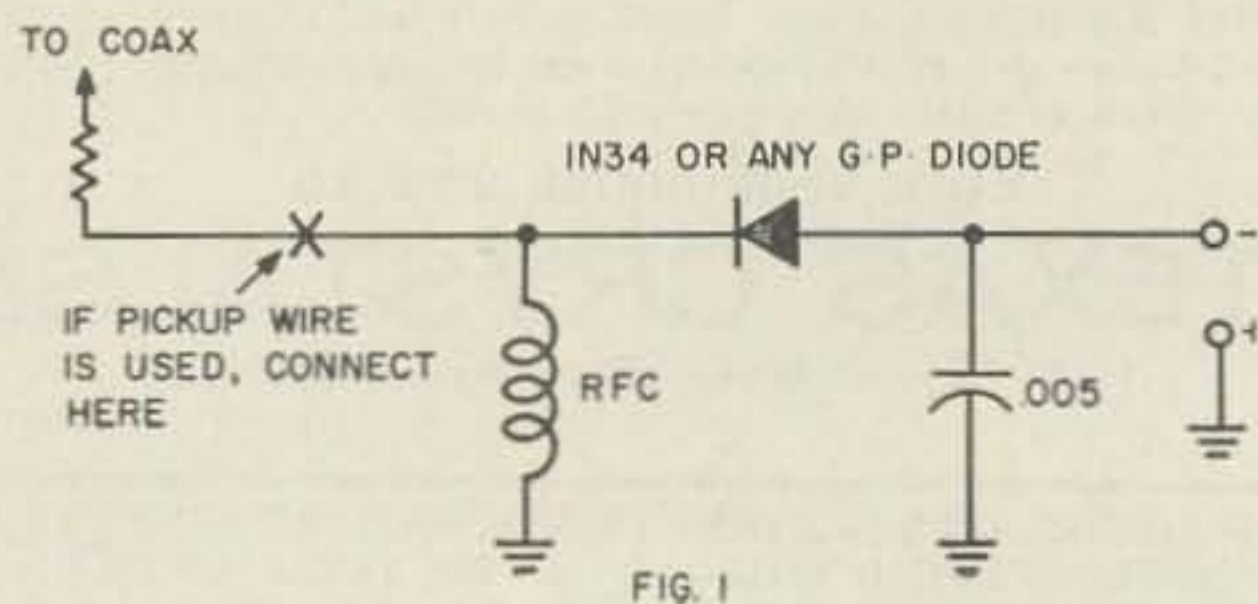 TO COAX
IN34 OR ANY G·P· DIODE
-
+
IF PICKUP WIRE
IS USED, CONNECT
HERE
RFC
.005
FIG. 1